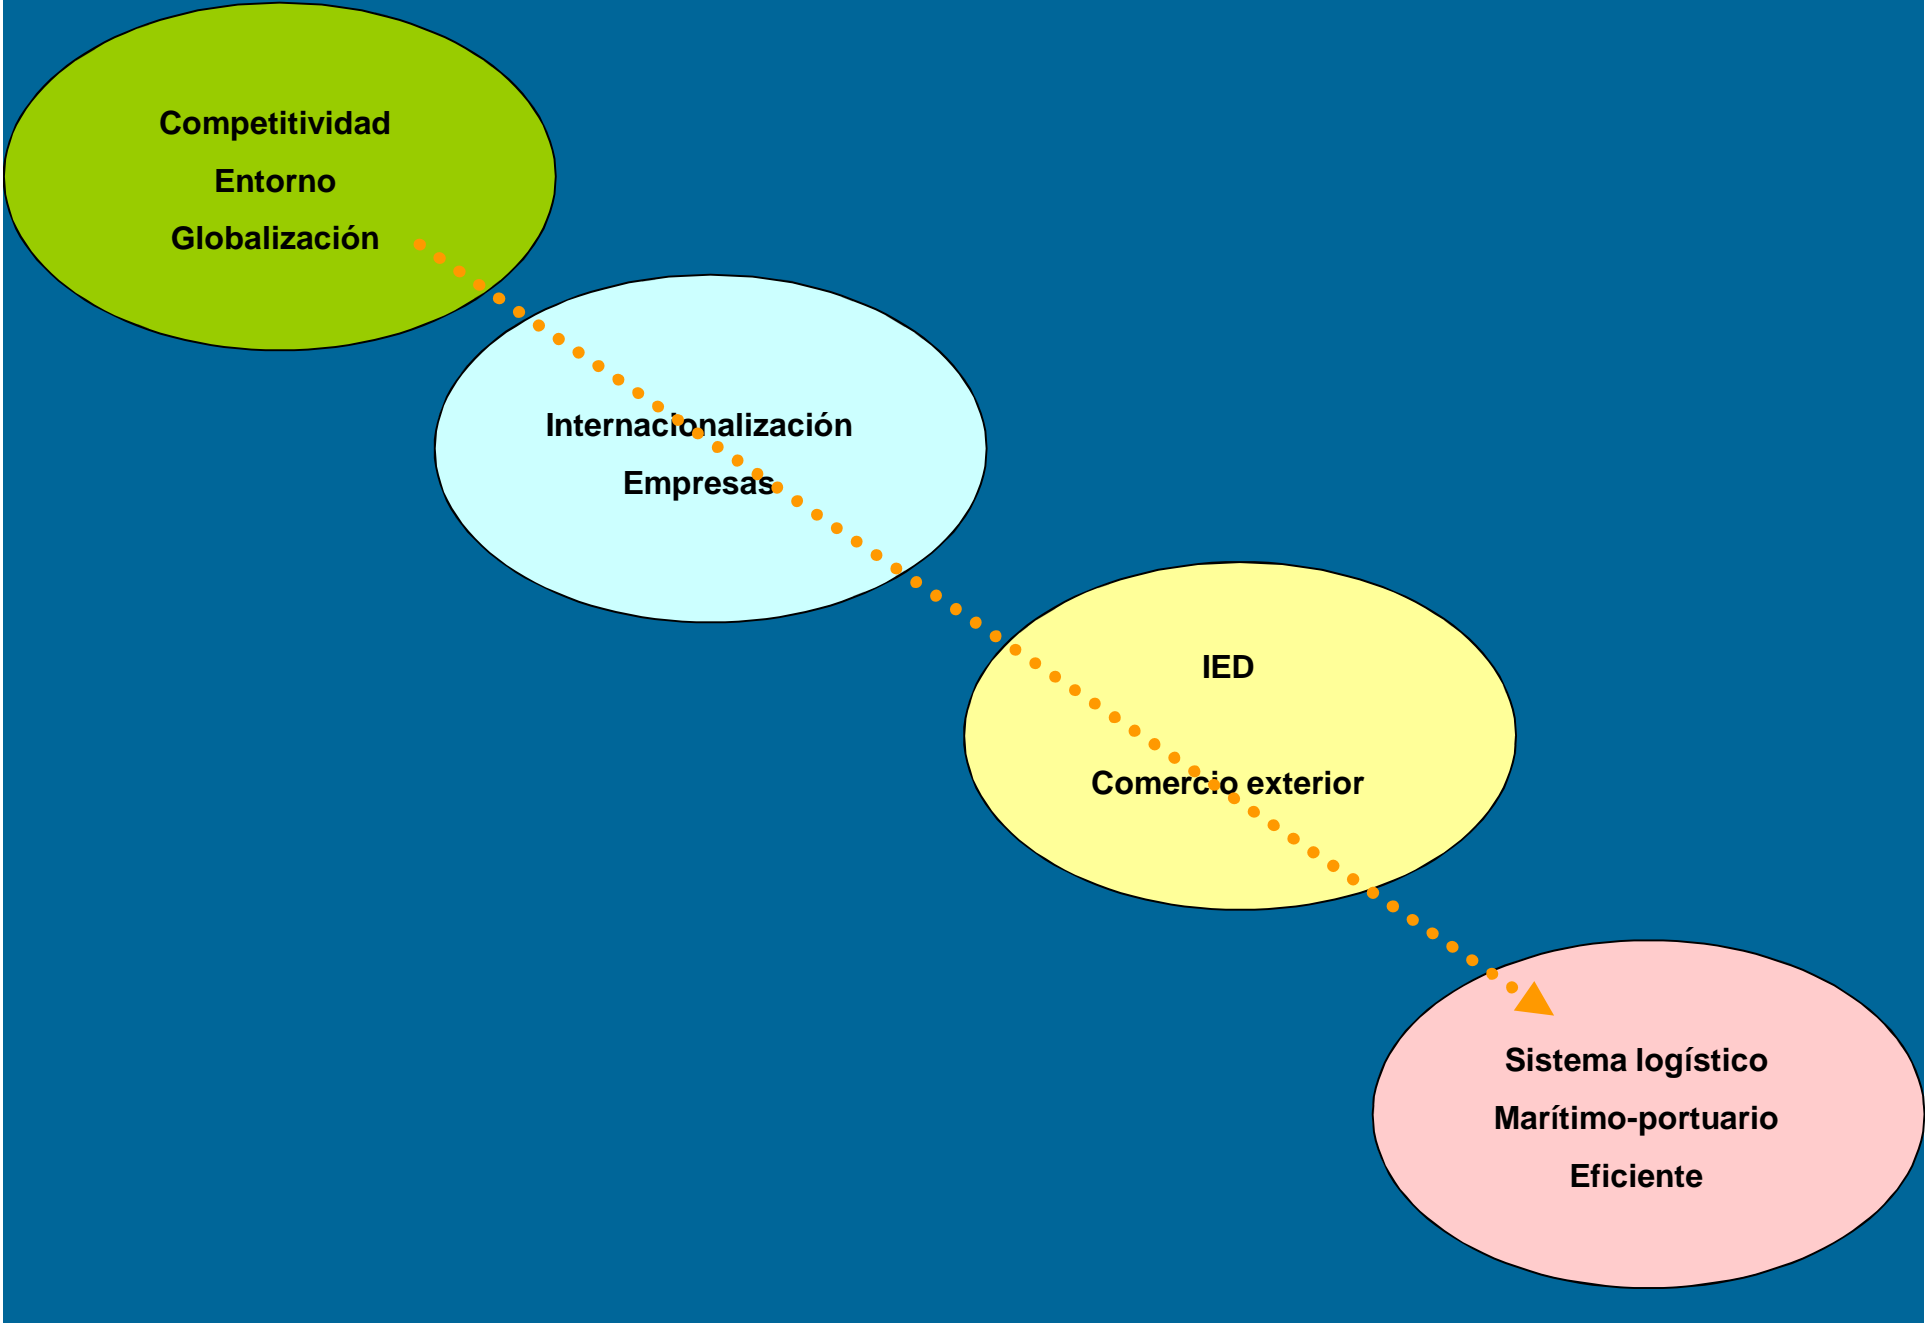 Competitividad
Entorno
Globalización
Internacionalización
Empresas
IED
Comercio exterior
Sistema logístico
Marítimo-portuario
Eficiente